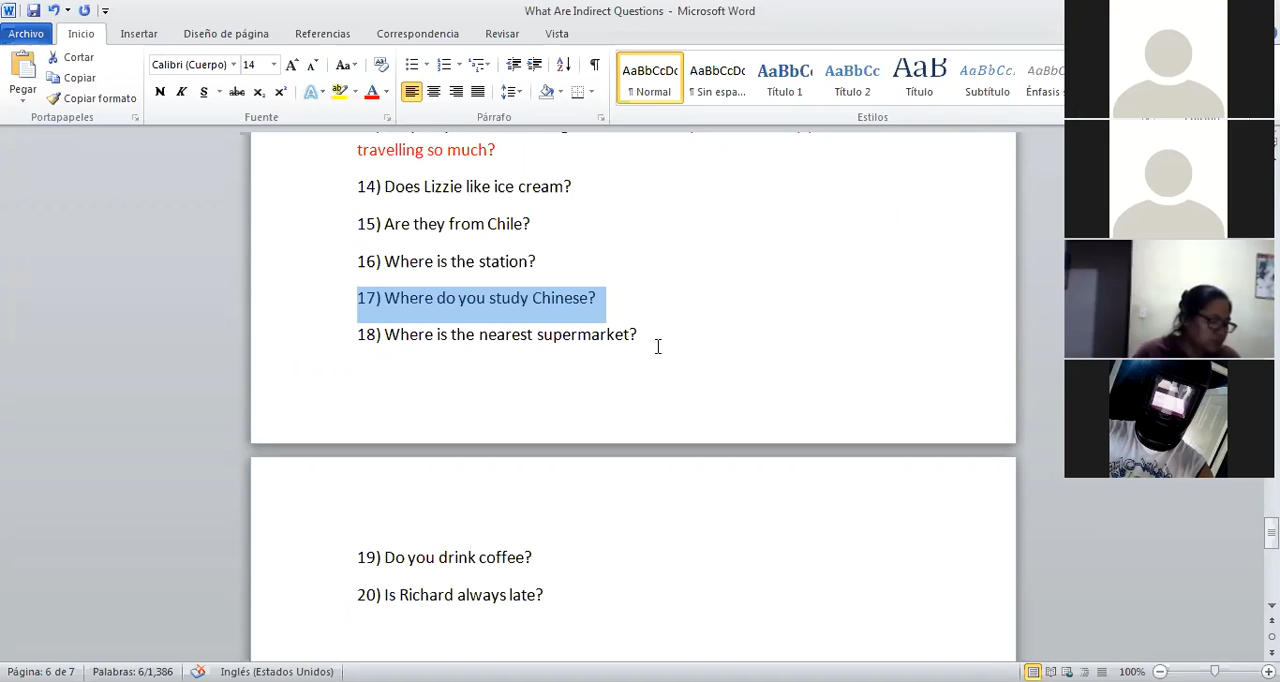 What Are Indirect Questions - Microsoft Word
Archivo Inicio Insertar Diseño de página Referencias Correspondencia Revisar Vista
Cortar
Copiar
Copiar formato
Pegar
Portapapeles
Calibri (Cuerpo) 14
Fuente
Párrafo
AaBbCcDc AaBbCcDc AaBbC AaBbCc AaB AaBbCc AaBbCc
¶ Normal ¶ Sin espa... Título 1 Título 2 Título Subtítulo Énfasis
Estilos
travelling so much?
14) Does Lizzie like ice cream?
15) Are they from Chile?
16) Where is the station?
17) Where do you study Chinese?
18) Where is the nearest supermarket?
19) Do you drink coffee?
20) Is Richard always late?
Página: 6 de 7 Palabras: 6/1,386 Inglés (Estados Unidos) 100%